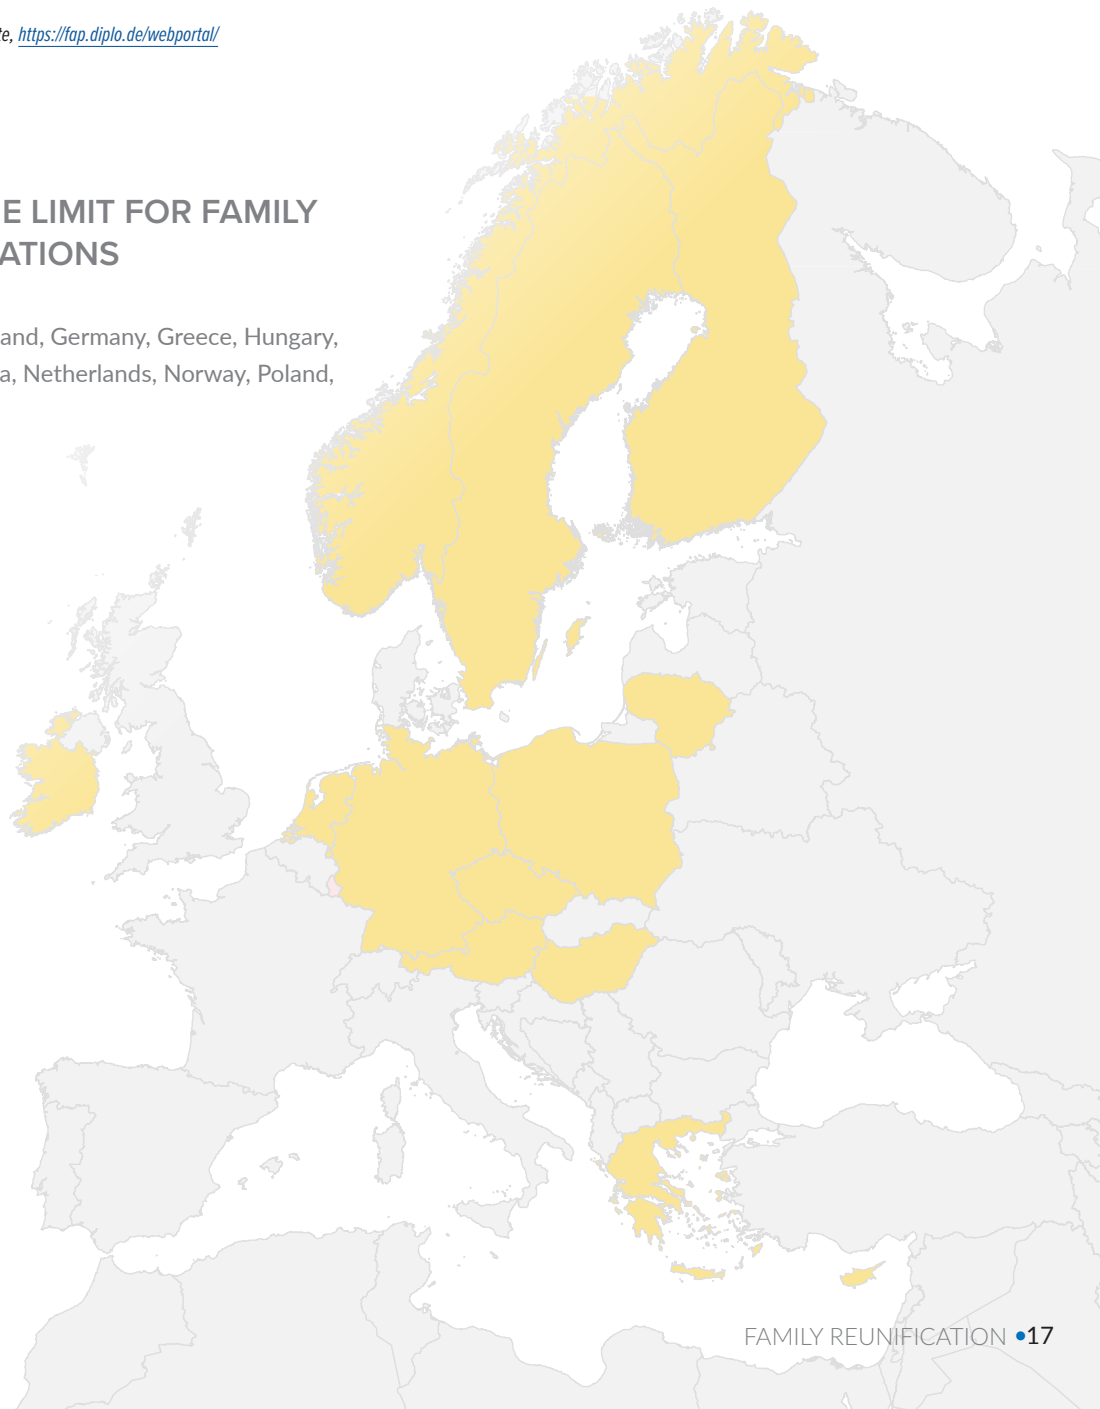 te, https://fap.diplo.de/webportal/
E LIMIT FOR FAMILY
ATIONS
and, Germany, Greece, Hungary,
a, Netherlands, Norway, Poland,
FAMILY REUNIFICATION •17